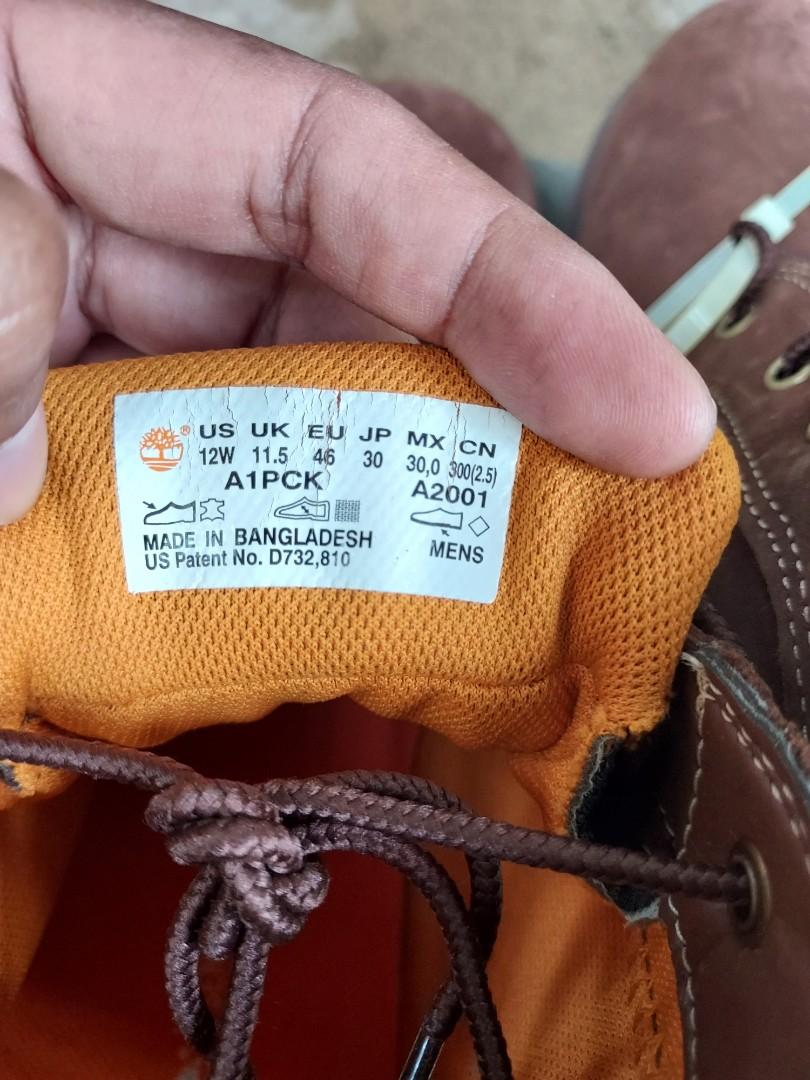 ® US UK EU JP MX CN
12W 11.5 46 30 30,0 300(2.5)
A1PCK A2001
MADE IN BANGLADESH
US Patent No. D732,810 MENS